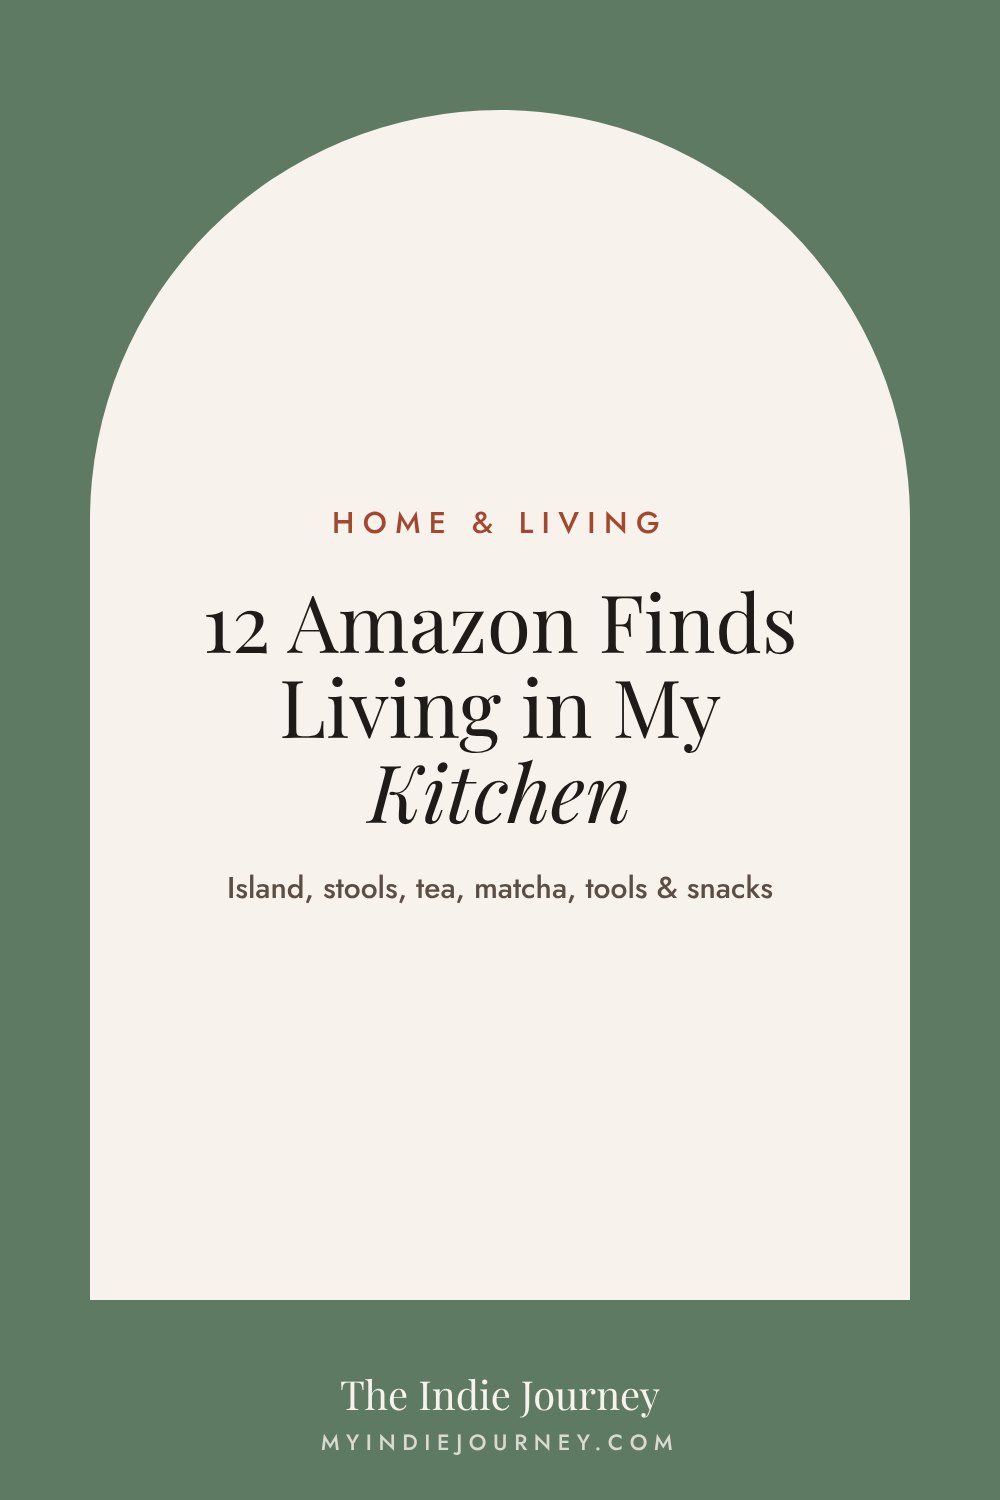 HOME & LIVING
12 Amazon Finds
Living in My
Kitchen
Island, stools, tea, matcha, tools & snacks
The Indie Journey
MYINDIEJOURNEY.COM